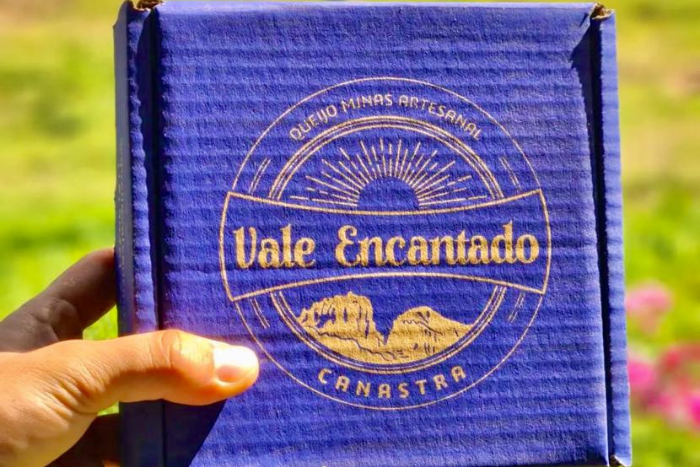 QUEIJO MINAS ARTESANAL
Vale Encantado
CANASTRA